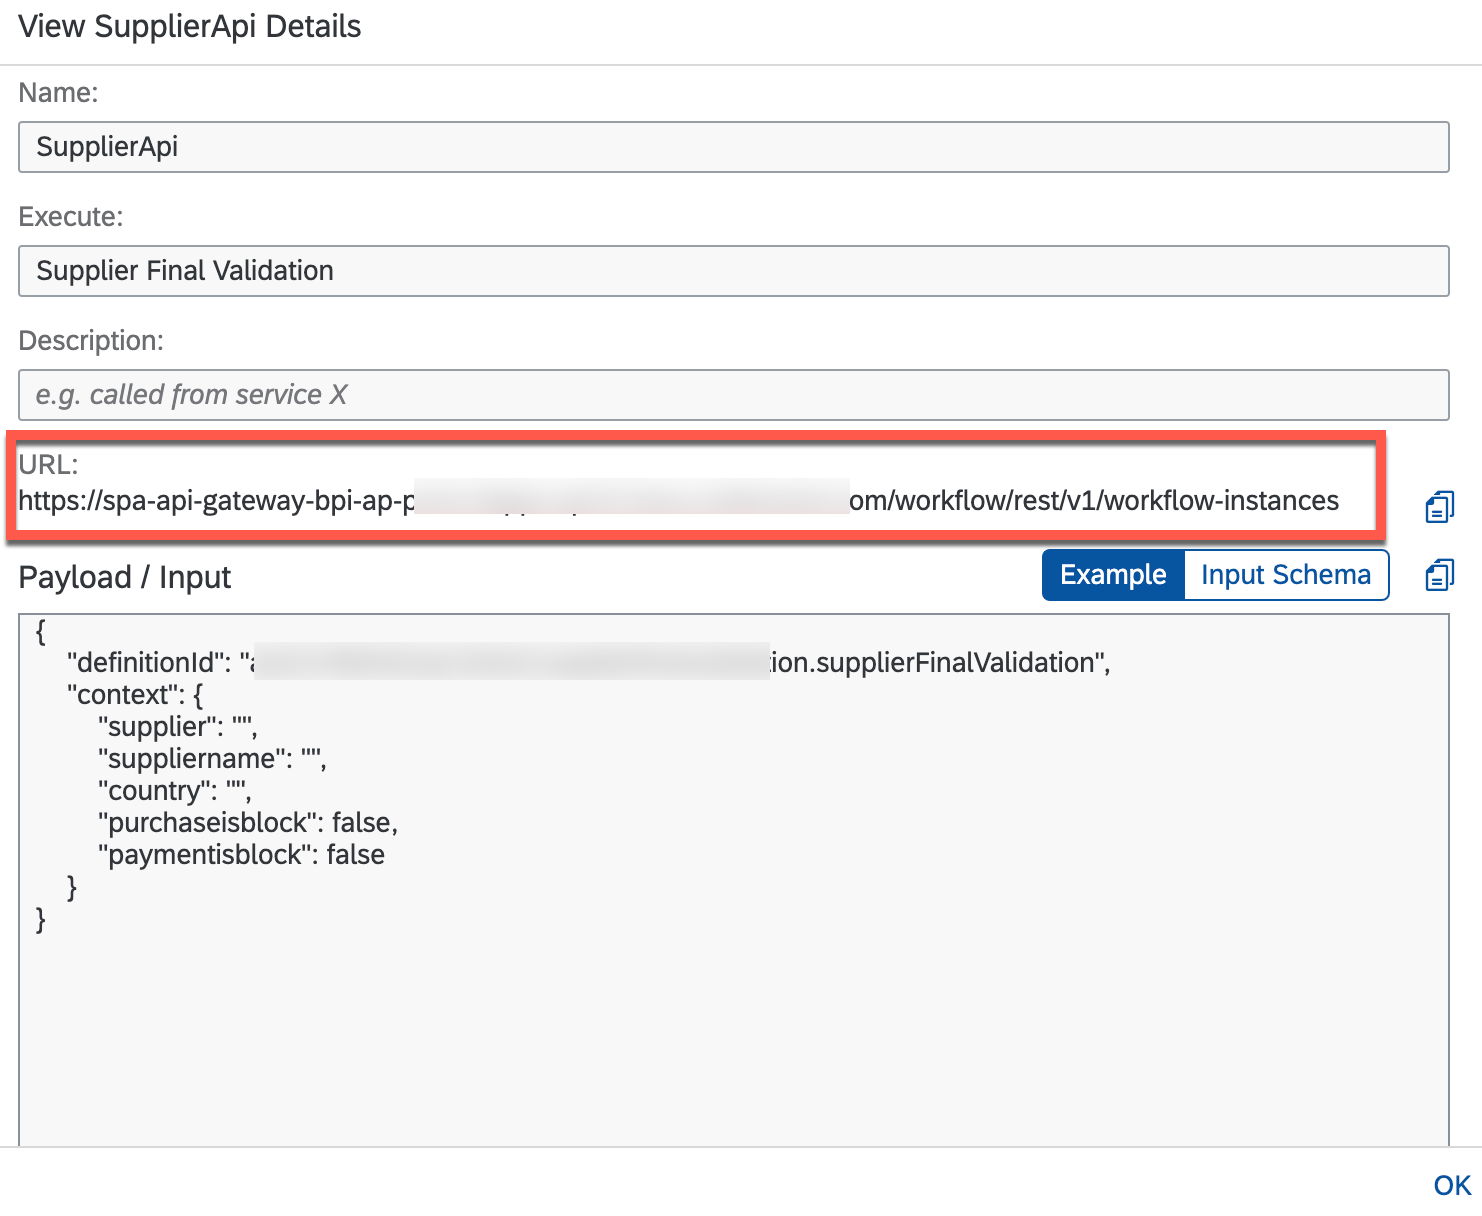 View SupplierApi Details
Name:
SupplierApi
Execute:
Supplier Final Validation
Description:
e.g. called from service X
URL:
https://spa-api-gateway-bpi-ap-p om/workflow/rest/v1/workflow-instances
Payload / Input
Example
Input Schema
{
"definitionId": "a ion.supplierFinalValidation",
"context": {
"supplier": "",
"suppliername": "",
"country": "",
"purchaseisblock": false,
"paymentisblock": false
}
}
OK